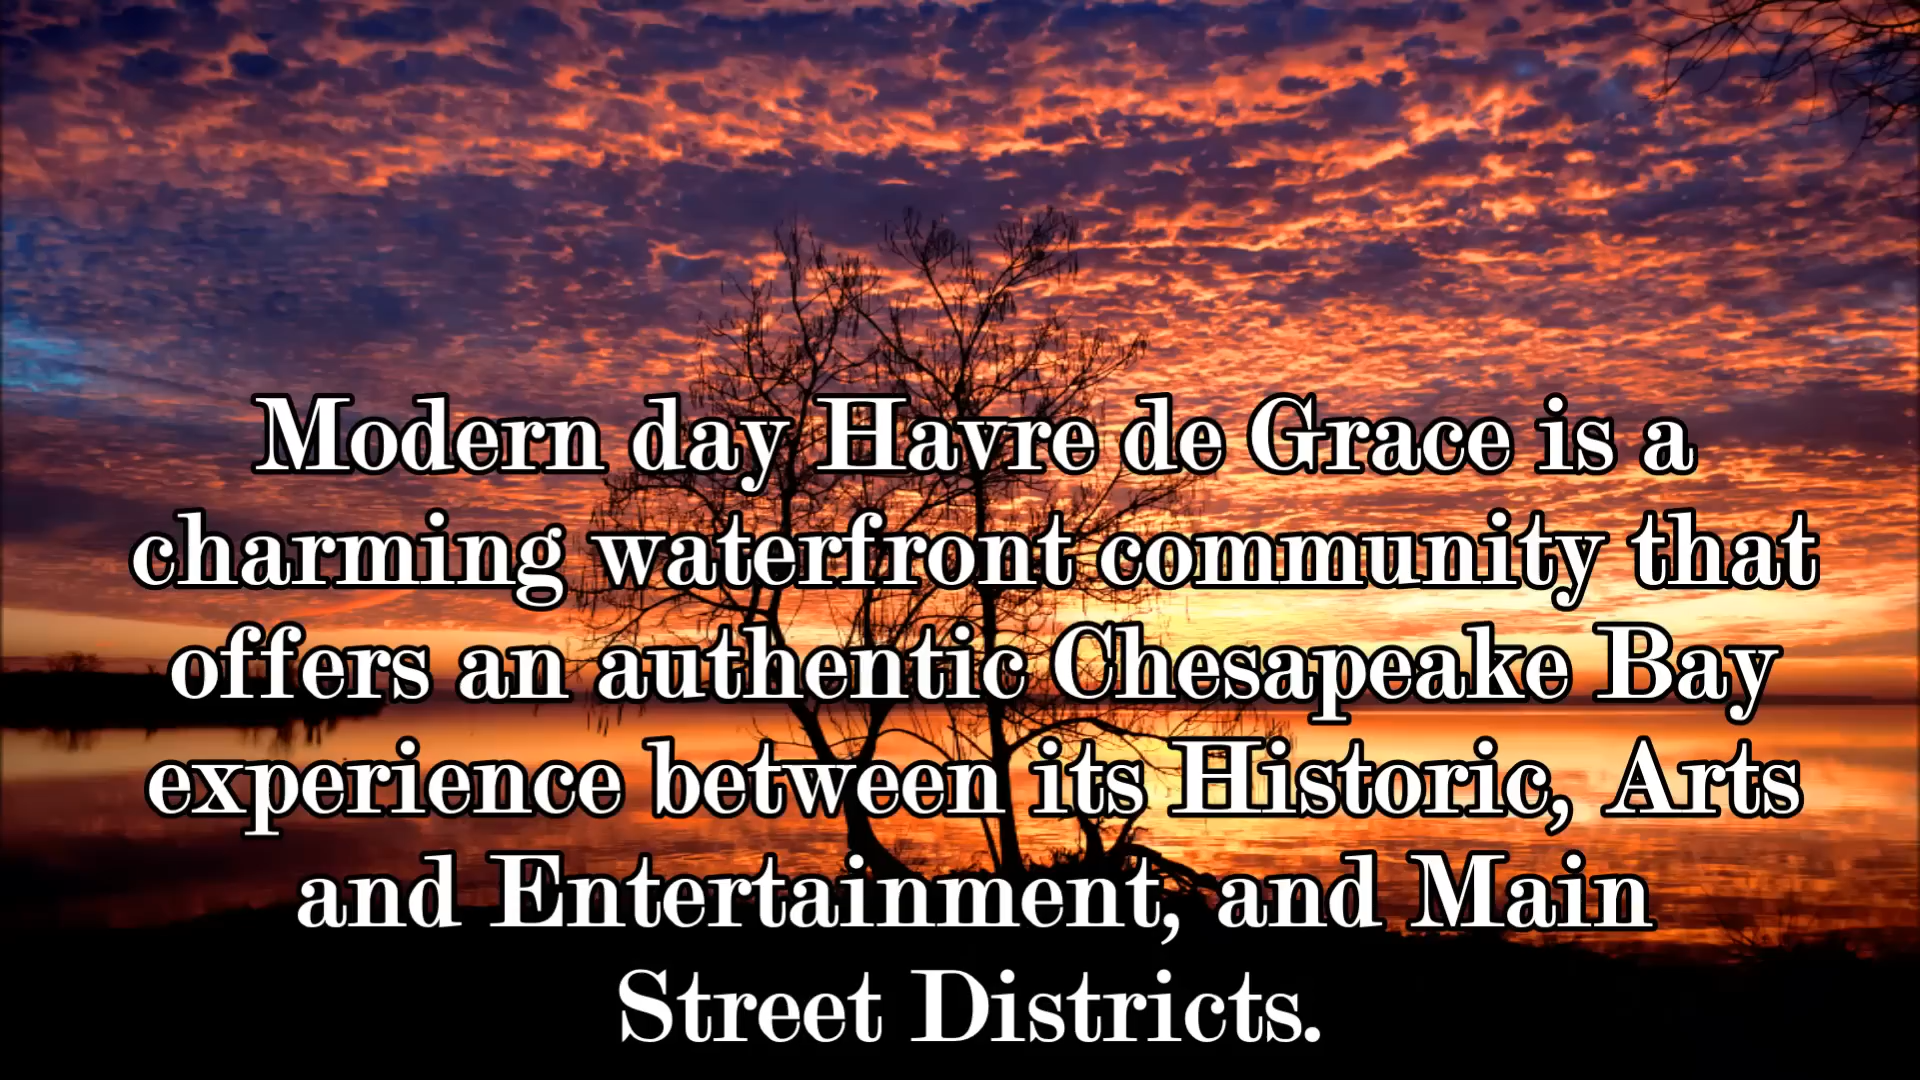 Modern day Havre de Grace is a
charming waterfront community that
offers an authentic Chesapeake Bay
experience between its Historic, Arts
and Entertainment, and Main
Street Districts.